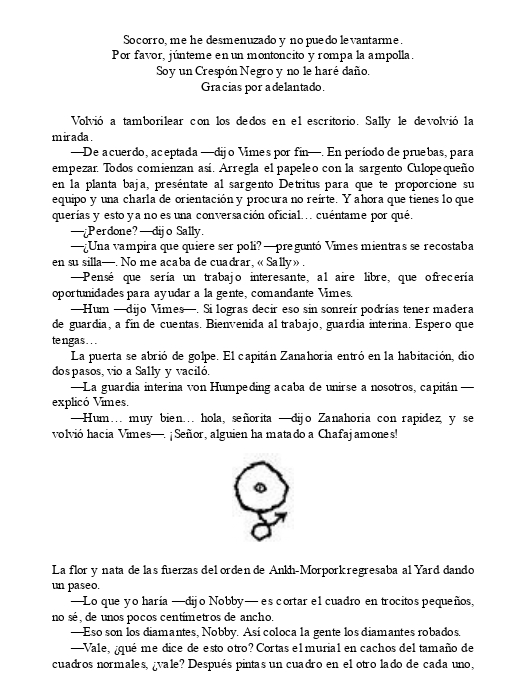 Socorro, me he desmenuzado y no puedo levantarme.
Por favor, júnteme en un montoncito y rompa la ampolla.
Soy un Crespón Negro y no le haré daño.
Gracias por adelantado.
Volvió a tamborilear con los dedos en el escritorio. Sally le devolvió la
mirada.
—De acuerdo, aceptada —dijo Vimes por fin—. En período de pruebas, para
empezar. Todos comienzan así. Arregla el papeleo con la sargento Culopequeño
en la planta baja, preséntate al sargento Detritus para que te proporcione su
equipo y una charla de orientación y procura no reírte. Y ahora que tienes lo que
querías y esto ya no es una conversación oficial… cuéntame por qué.
—¿Perdone? —dijo Sally.
—¿Una vampira que quiere ser poli? —preguntó Vimes mientras se recostaba
en su silla—. No me acaba de cuadrar, «Sally».
—Pensé que sería un trabajo interesante, al aire libre, que ofrecería
oportunidades para ayudar a la gente, comandante Vimes.
—Hum —dijo Vimes—. Si logras decir eso sin sonreír podrías tener madera
de guardia, a fin de cuentas. Bienvenida al trabajo, guardia interina. Espero que
tengas…
La puerta se abrió de golpe. El capitán Zanahoria entró en la habitación, dio
dos pasos, vio a Sally y vaciló.
—La guardia interina von Humpeding acaba de unirse a nosotros, capitán —
explicó Vimes.
—Hum… muy bien… hola, señorita —dijo Zanahoria con rapidez, y se
volvió hacia Vimes—. ¡Señor, alguien ha matado a Chafajamones!
La flor y nata de las fuerzas del orden de Ankh-Morpork regresaba al Yard dando
un paseo.
—Lo que yo haría —dijo Nobby— es cortar el cuadro en trocitos pequeños,
no sé, de unos pocos centímetros de ancho.
—Eso son los diamantes, Nobby. Así coloca la gente los diamantes robados.
—Vale, ¿qué me dice de esto otro? Cortas el murial en cachos del tamaño de
cuadros normales, ¿vale? Después pintas un cuadro en el otro lado de cada uno,